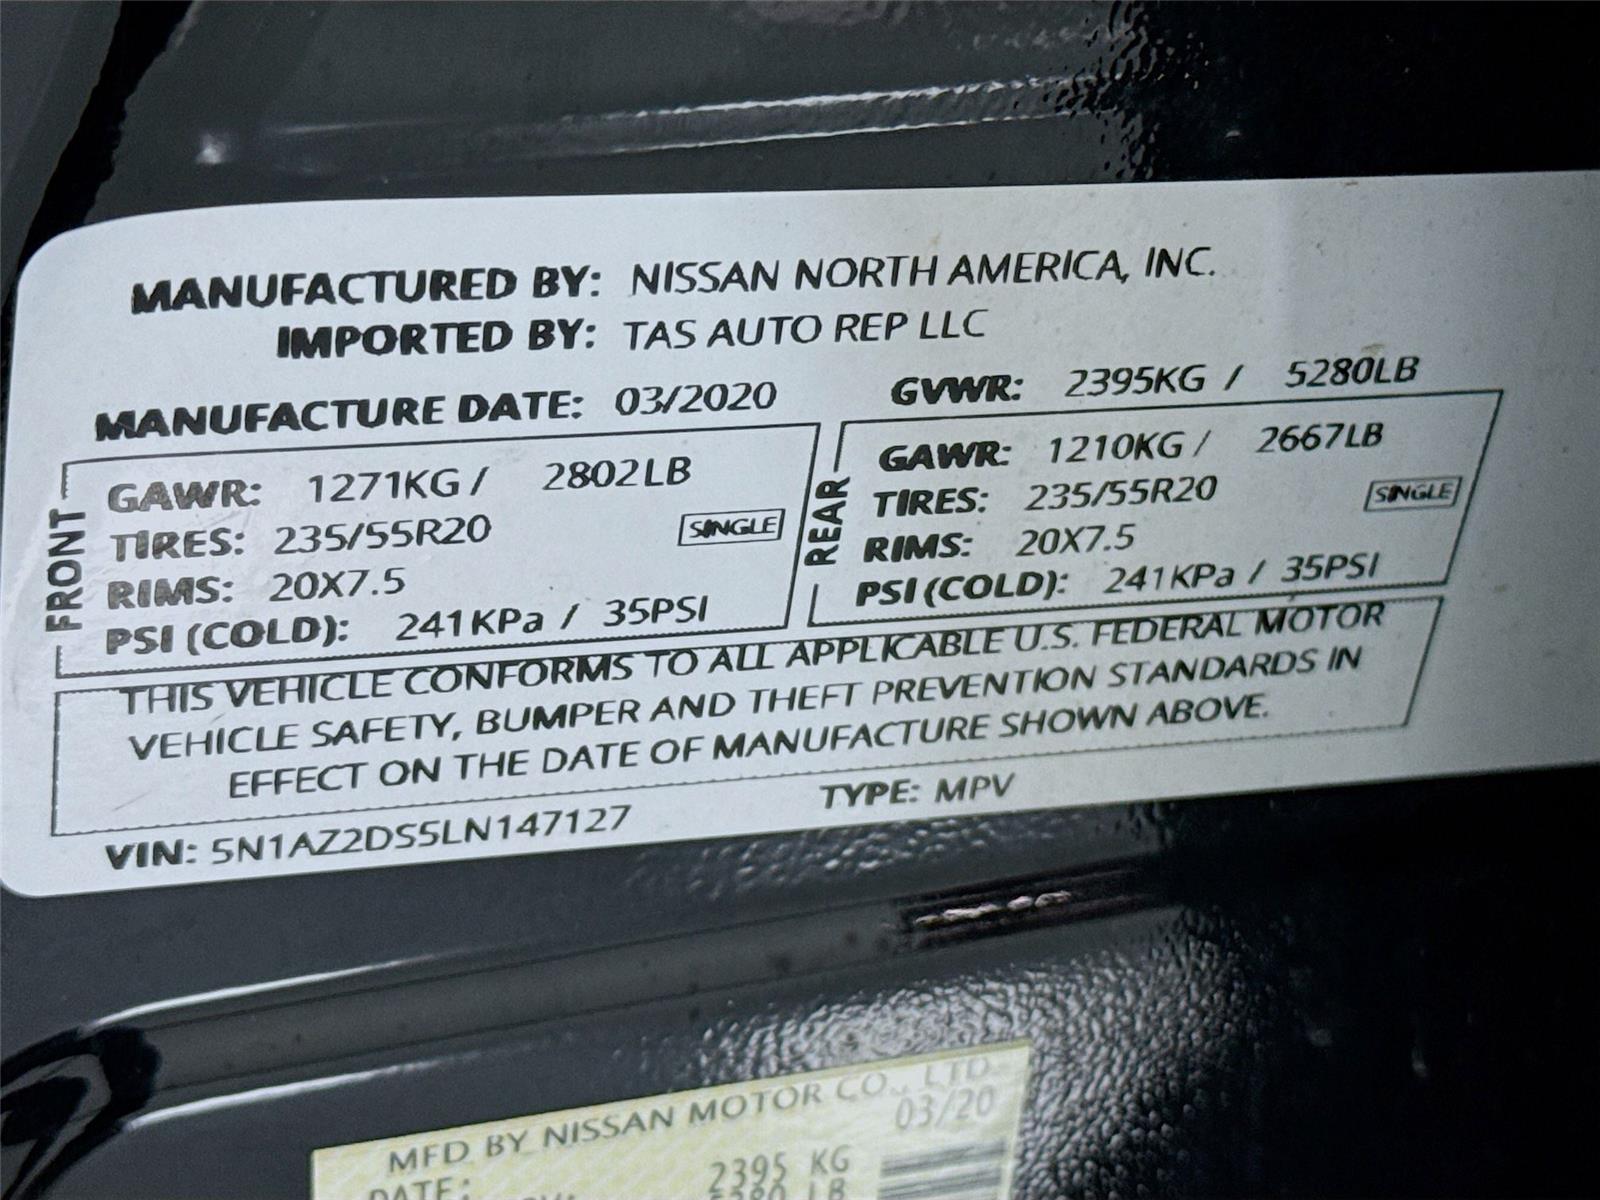 MANUFACTURED BY: NISSAN NORTH AMERICA, INC.
IMPORTED BY: TAS AUTO REP LLC
MANUFACTURE DATE: 03/2020
GVWR: 2395KG / 5280LB
FRONT
GAWR: 1271KG / 2802LB
TIRES: 235/55R20
SINGLE
RIMS: 20X7.5
PSI (COLD): 241KPa / 35PSI
REAR
GAWR: 1210KG / 2667LB
TIRES: 235/55R20
SINGLE
RIMS: 20X7.5
PSI (COLD): 241KPa / 35PSI
THIS VEHICLE CONFORMS TO ALL APPLICABLE U.S. FEDERAL MOTOR
VEHICLE SAFETY, BUMPER AND THEFT PREVENTION STANDARDS IN
EFFECT ON THE DATE OF MANUFACTURE SHOWN ABOVE.
VIN: 5N1AZ2DS5LN147127
TYPE: MPV
MFD BY NISSAN MOTOR CO., LTD.
DATE: 03/20
2395 KG
5280 LB